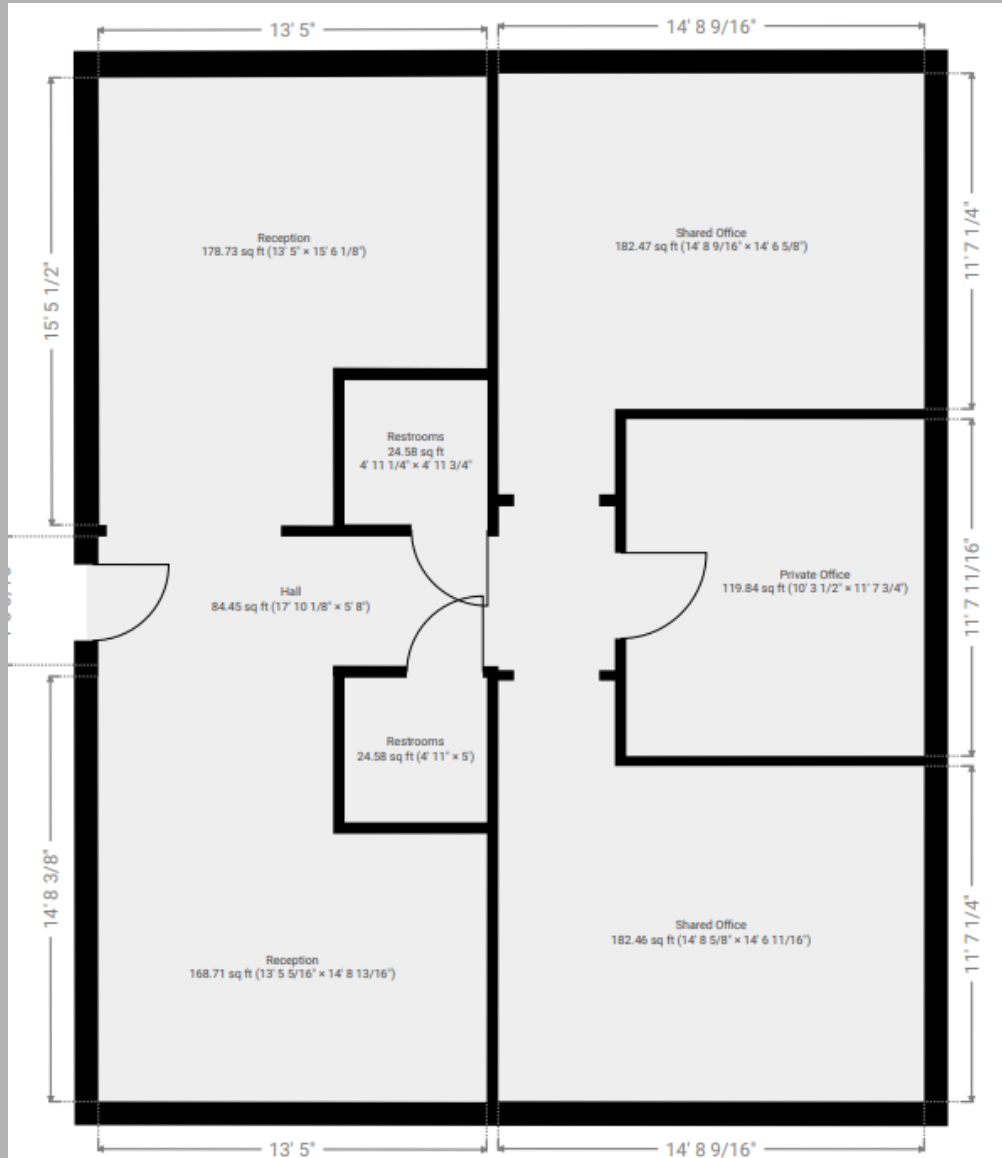 13' 5"
14' 8 9/16"
15' 5 1/2"
11' 7 1/4"
Reception
178.73 sq ft (13' 5" × 15' 6 1/8")
Shared Office
182.47 sq ft (14' 8 9/16" × 14' 6 5/8")
Restrooms
24.58 sq ft
4' 11 1/4" × 4' 11 3/4"
Hall
84.45 sq ft (17' 10 1/8" × 5' 8")
Private Office
119.84 sq ft (10' 3 1/2" × 11' 7 3/4")
11' 7 11/16"
Restrooms
24.58 sq ft (4' 11" × 5')
14' 8 3/8"
Shared Office
182.46 sq ft (14' 8 5/8" × 14' 6 11/16")
11' 7 1/4"
Reception
168.71 sq ft (13' 5 5/16" × 14' 8 13/16")
13' 5"
14' 8 9/16"